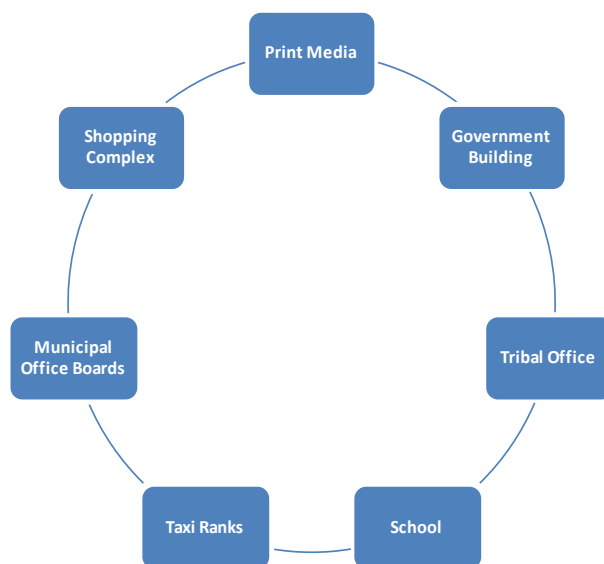 Print Media
Government
Building
Tribal Office
School
Taxi Ranks
Municipal
Office Boards
Shopping
Complex